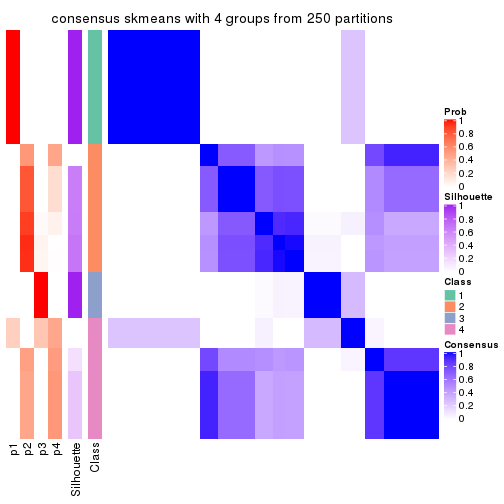 consensus skmeans with 4 groups from 250 partitions
Prob
1
0.8
0.6
0.4
0.2
0
Silhouette
1
0.8
0.6
0.4
0.2
0
Class
1
2
3
4
Consensus
1
0.8
0.6
0.4
0.2
0
p1
p2
p3
p4
Silhouette
Class